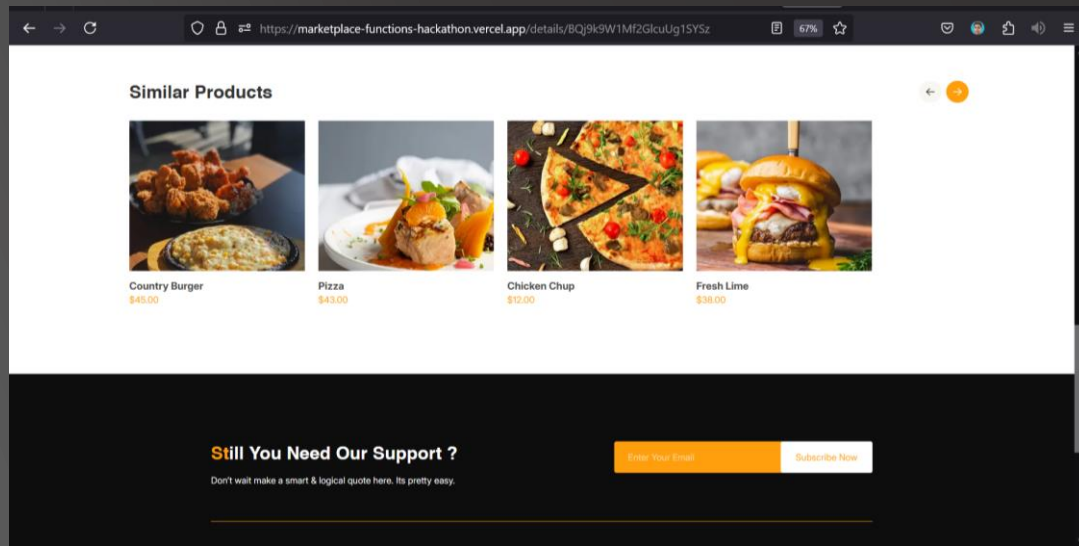 https://marketplace-functions-hackathon.vercel.app/details/BQj9k9W1Mf2GlcuUg1SYSz
67%
Similar Products
Country Burger
$45.00
Pizza
$43.00
Chicken Chup
$12.00
Fresh Lime
$38.00
Still You Need Our Support ?
Don't wait make a smart & logical quote here. Its pretty easy.
Enter Your Email
Subscribe Now